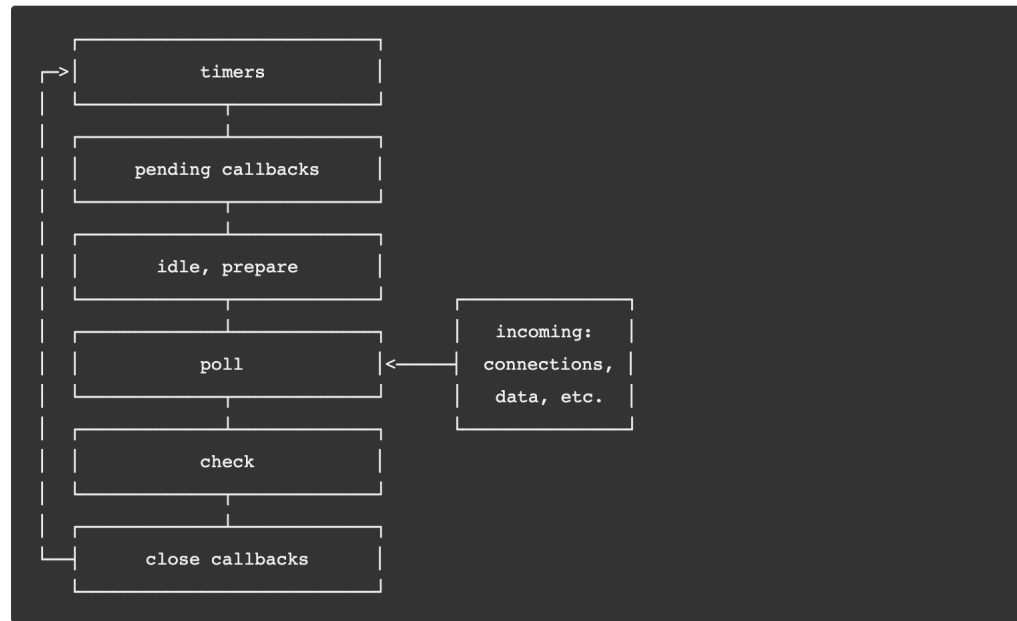 timers
pending callbacks
idle, prepare
poll
incoming:
connections,
data, etc.
check
close callbacks